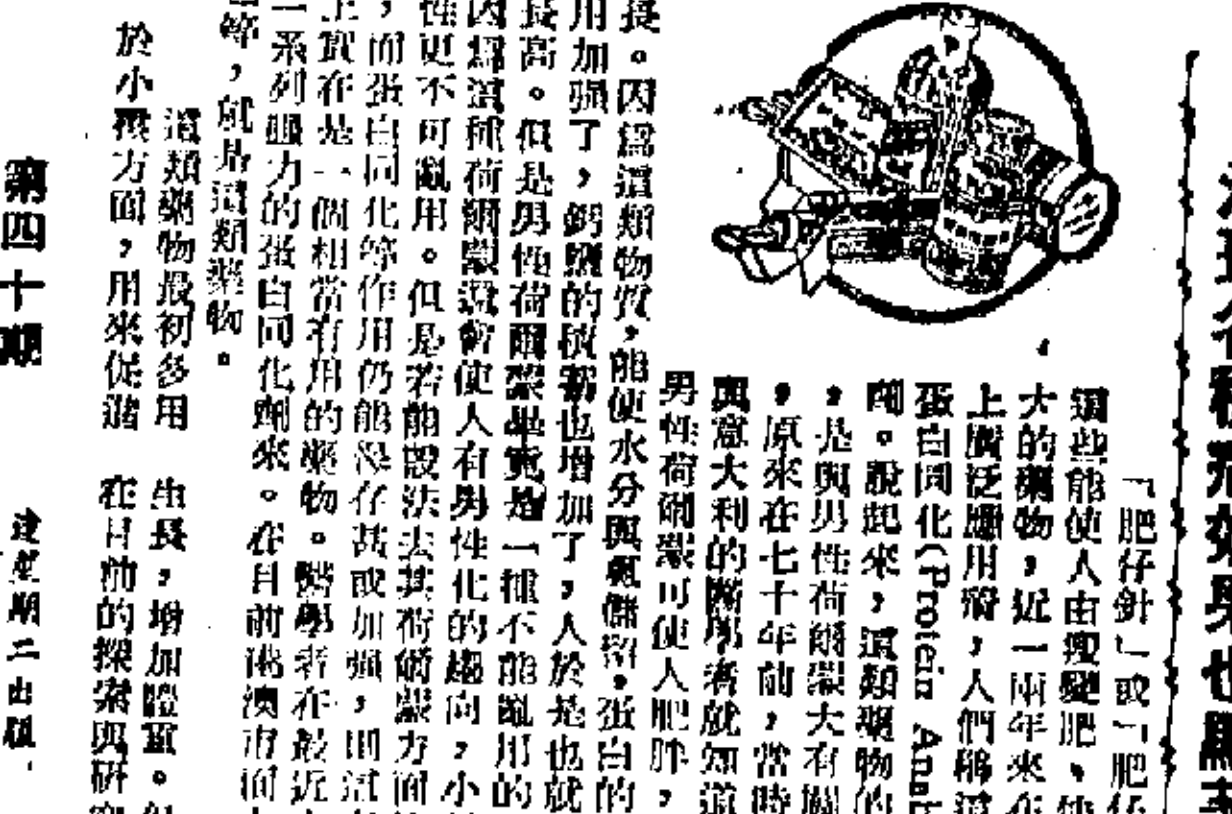 「肥仔針」或「肥仔
這些能使人由瘦變肥、使
大的藥物，近一兩年來在
上廣泛應用着，人們稱這
蛋白同化(Protein Anab
劑。說起來，這類藥物的
，是與男性荷爾蒙大有關
，原來在七十年前，當時
與意大利的醫學者就知道
男性荷爾蒙可使人肥胖，
長。因爲這類物質，能使水分與氮儲留，蛋白的
用加强了，鈣鹽的積蓄也增加了，人於是也就
長高。但是男性荷爾蒙畢竟是一種不能亂用的
因爲這種荷爾蒙還會使人有男性化的趨向，小
性更不可亂用。但是若能設法去其荷爾蒙方面
，而蛋白同化等作用仍能保存甚或加强，則這
上實在是一個相當有用的藥物。醫學者在最近
一系列強力的蛋白同化劑來。在目前港澳市面
等，就是這類藥物。
這類藥物最初多用
於小孩方面，用來促進
生長，增加體重。
在目前的探索與研
第四十期
逢星期二出版